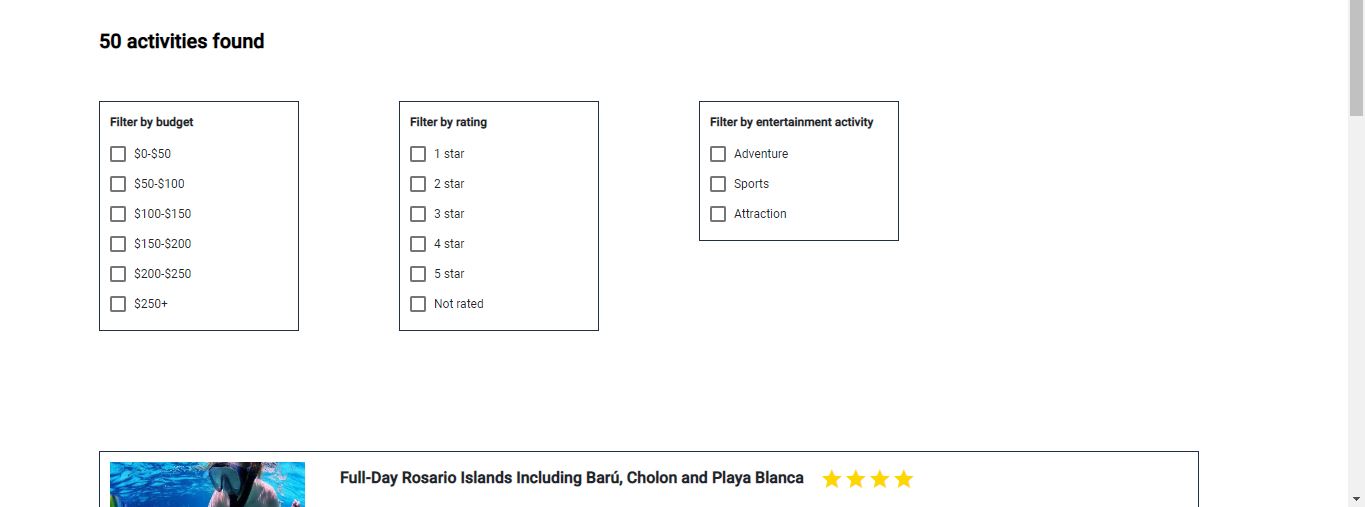 50 activities found
Filter by budget
$0-$50
$50-$100
$100-$150
$150-$200
$200-$250
$250+
Filter by rating
1 star
2 star
3 star
4 star
5 star
Not rated
Filter by entertainment activity
Adventure
Sports
Attraction
Full-Day Rosario Islands Including Barú, Cholon and Playa Blanca